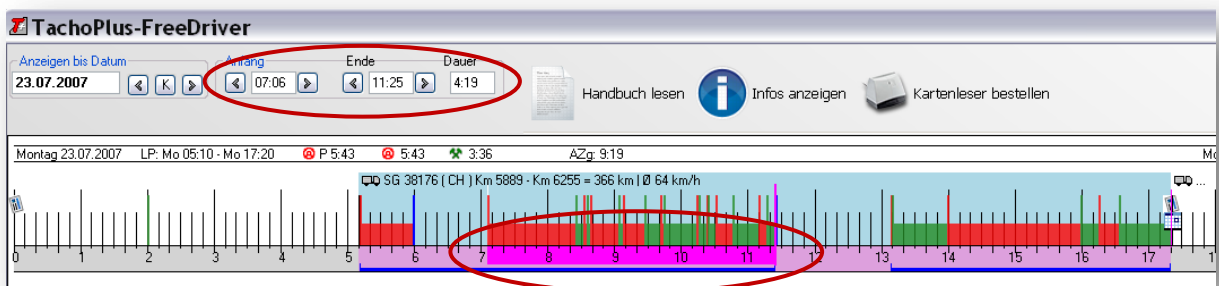 TachoPlus-FreeDriver
Anzeigen bis Datum Anfang Ende Dauer
23.07.2007 K 07:06 11:25 4:19
Handbuch lesen Infos anzeigen Kartenleser bestellen
Montag 23.07.2007 LP: Mo 05:10 - Mo 17:20 P 5:43 5:43 3:36 AZg: 9:19
SG 38176 ( CH ) Km 5889 - Km 6255 = 366 km | Ø 64 km/h ...
0 1 2 3 4 5 6 7 8 9 10 11 12 13 14 15 16 17